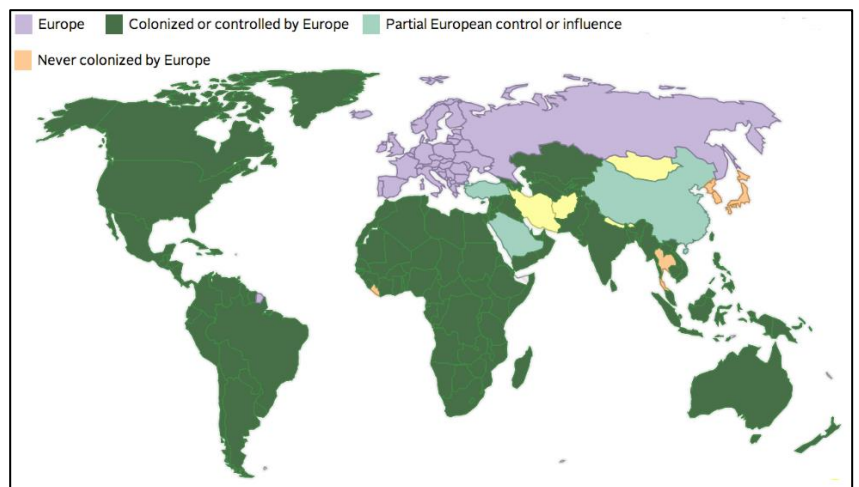 Europe Colonized or controlled by Europe Partial European control or influence
Never colonized by Europe